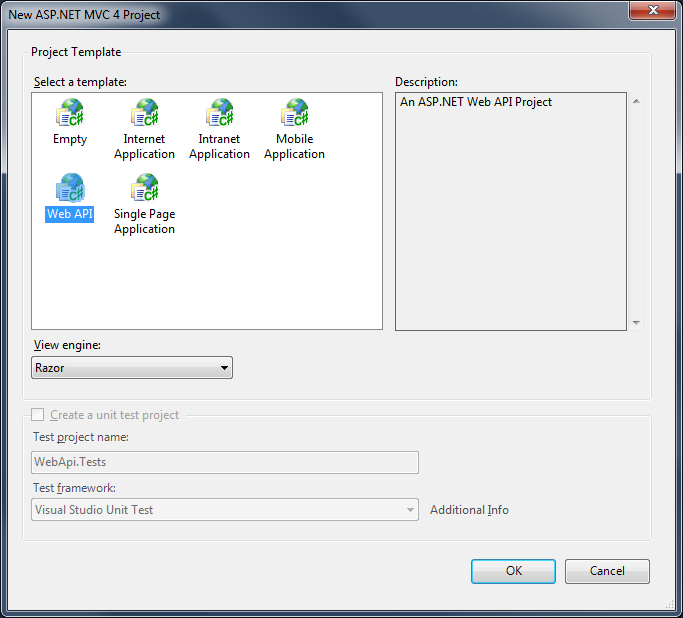 New ASP.NET MVC 4 Project
Project Template
Select a template:
Description:
Empty
Internet Application
Intranet Application
Mobile Application
An ASP.NET Web API Project
Web API
Single Page Application
View engine:
Razor
Create a unit test project
Test project name:
WebApi.Tests
Test framework:
Visual Studio Unit Test
Additional Info
OK
Cancel